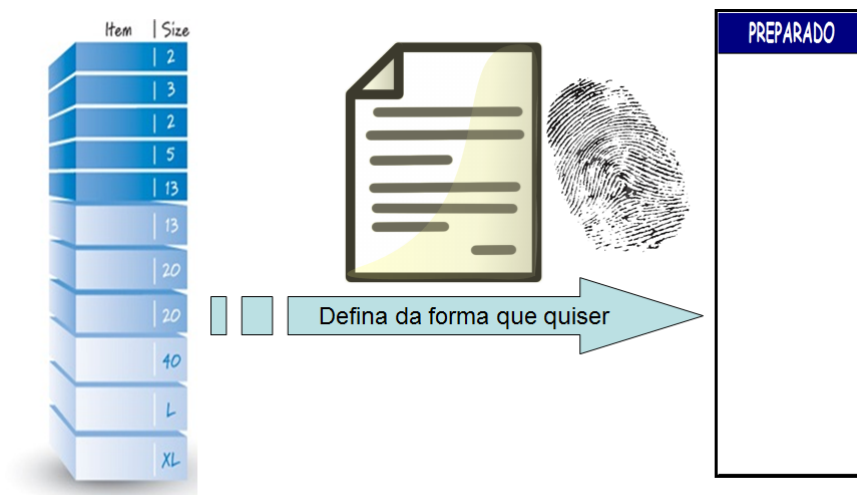 Item | Size
2
3
2
5
13
13
20
20
40
L
XL
Defina da forma que quiser
PREPARADO